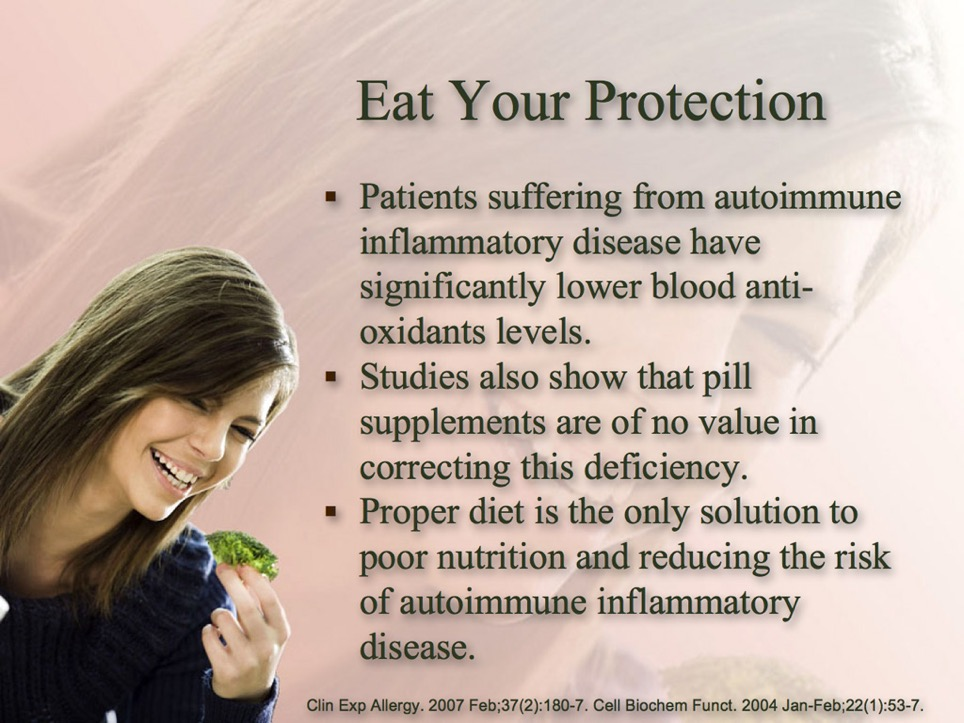 Eat Your Protection
▪ Patients suffering from autoimmune
inflammatory disease have
significantly lower blood anti-
oxidants levels.
▪ Studies also show that pill
supplements are of no value in
correcting this deficiency.
▪ Proper diet is the only solution to
poor nutrition and reducing the risk
of autoimmune inflammatory
disease.
Clin Exp Allergy. 2007 Feb;37(2):180-7. Cell Biochem Funct. 2004 Jan-Feb;22(1):53-7.